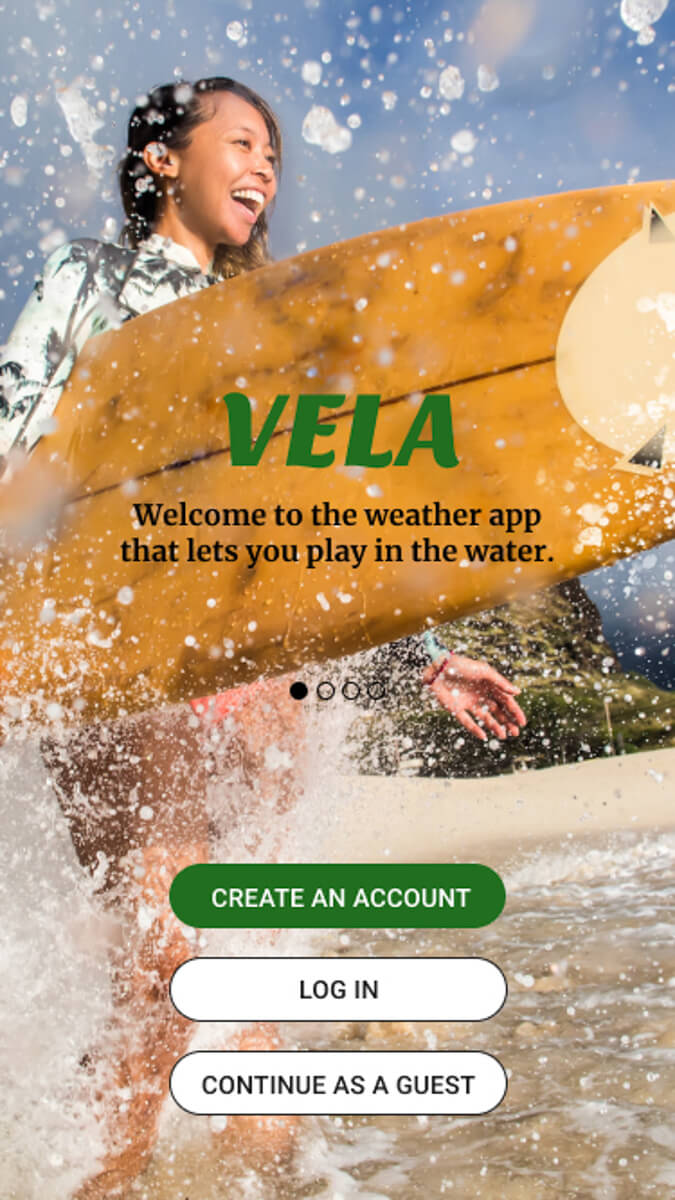 VELA
Welcome to the weather app
that lets you play in the water.
CREATE AN ACCOUNT
LOG IN
CONTINUE AS A GUEST